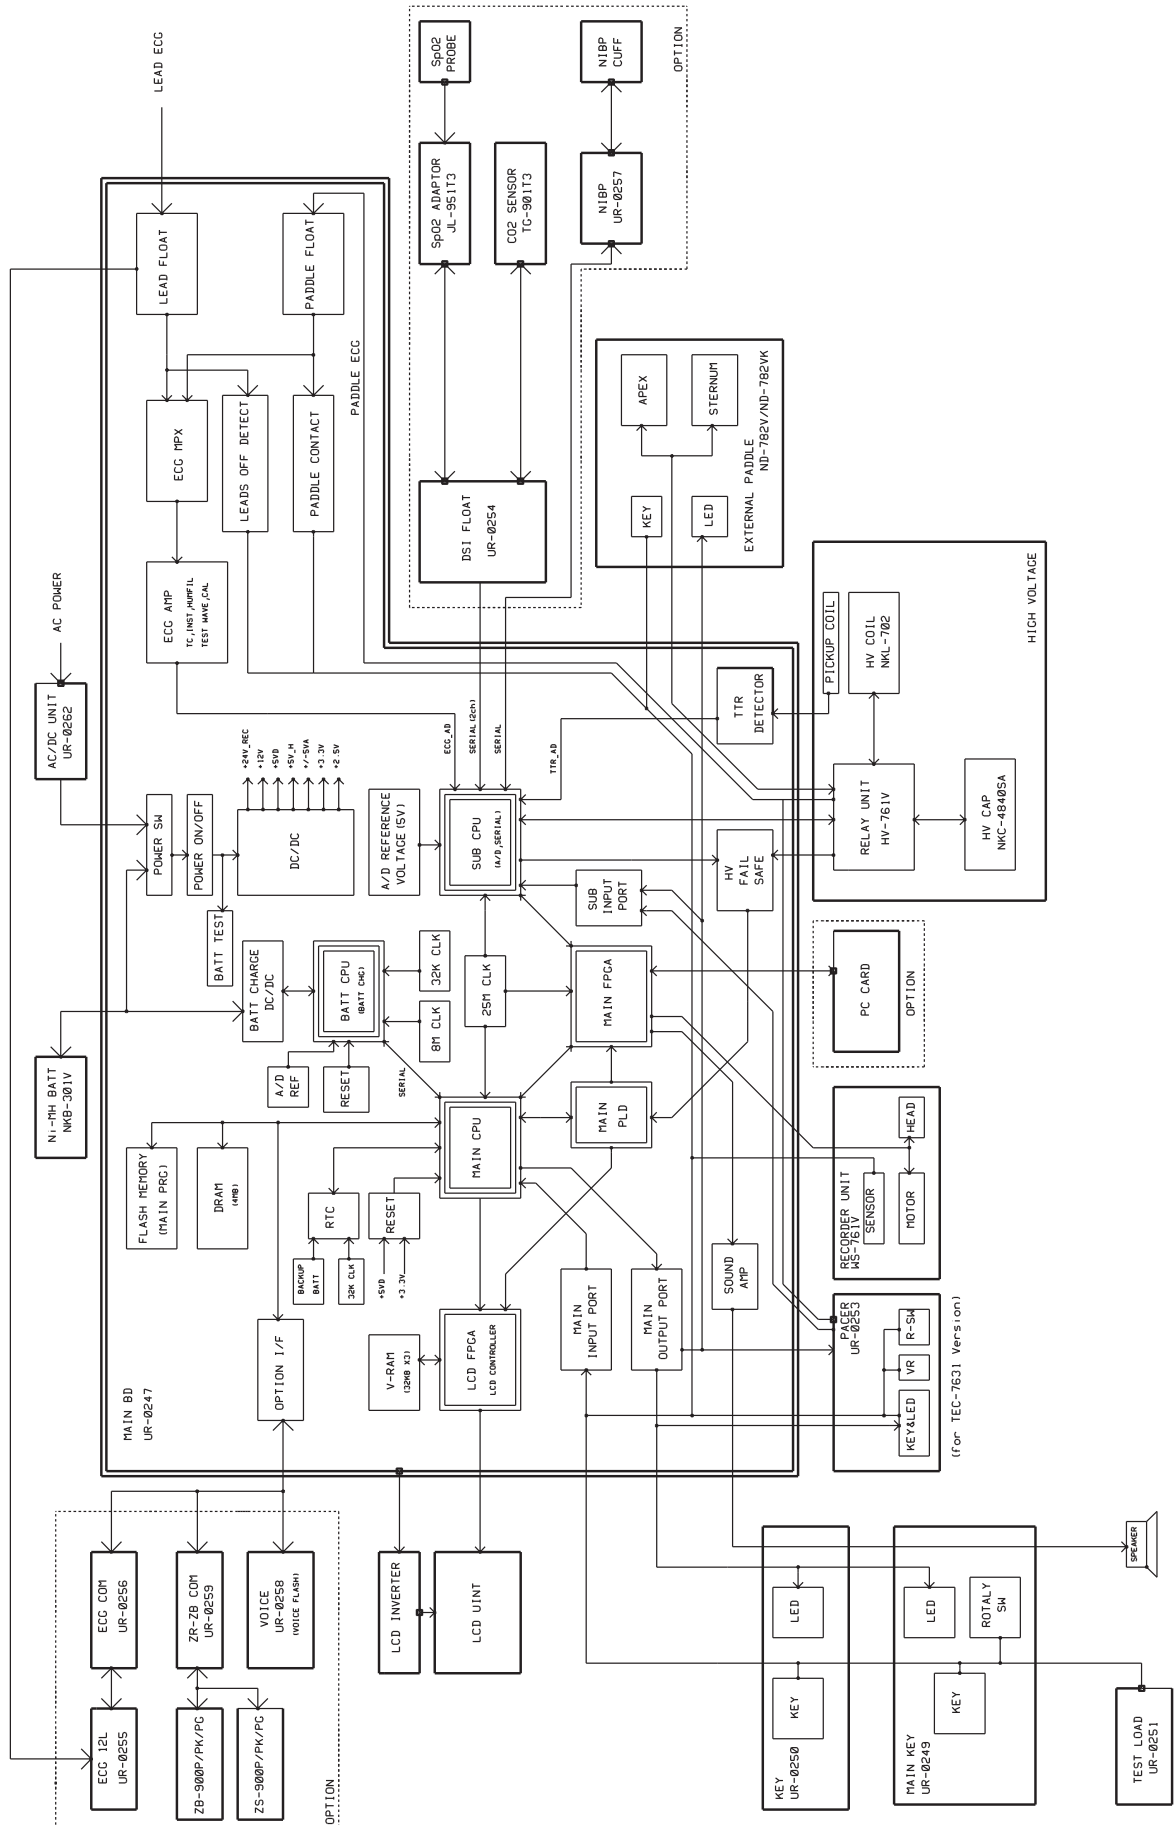 LEAD ECG
SpO2
PROBE
NIBP
CUFF
OPTION
SpO2 ADAPTOR
JL-951T3
CO2 SENSOR
TG-901T3
NIBP
UR-0257
DSI FLOAT
UR-0254
LEAD FLOAT
PADDLE FLOAT
PADDLE ECG
ECG MPX
LEADS OFF DETECT
PADDLE CONTACT
ECG AMP
TC,INST,HUMFIL
TEST WAVE,CAL
AC POWER
AC/DC UNIT
UR-0262
APEX
STERNUM
KEY
LED
EXTERNAL PADDLE
ND-782V/ND-782VK
PICKUP COIL
HV COIL
NKL-702
HIGH VOLTAGE
RELAY UNIT
HV-761V
HV CAP
NKC-4840SA
TTR
DETECTOR
ECG_AD
SERIAL(2ch)
SERIAL
TTR_AD
+24V_REC
+12V
+5VD
+5V_H
+/-5VA
+3.3V
+2.5V
POWER SW
POWER ON/OFF
DC/DC
A/D REFERENCE
VOLTAGE(5V)
SUB CPU
(A/D,SERIAL)
HV
FAIL
SAFE
SUB
INPUT
PORT
BATT TEST
BATT CHARGE
DC/DC
BATT CPU
(BATT CHG)
32K CLK
8M CLK
25M CLK
MAIN FPGA
PC CARD
OPTION
Ni-MH BATT
NKB-301V
A/D
REF
RESET
SERIAL
FLASH MEMORY
(MAIN PRG)
DRAM
(4MB)
RTC
RESET
MAIN CPU
MAIN
PLD
BACKUP
BATT
32K CLK
+5VD
+3.3V
RECORDER UNIT
WS-761V
SENSOR
HEAD
MOTOR
SOUND
AMP
MAIN BD
UR-0247
OPTION I/F
V-RAM
(32KB X3)
LCD FPGA
LCD CONTROLLER
MAIN
INPUT PORT
MAIN
OUTPUT PORT
PACER
UR-0253
R-SW
VR
KEY&LED
(for TEC-7631 Version)
ECG COM
UR-0256
ZR-ZB COM
UR-0259
VOICE
UR-0258
(VOICE FLASH)
LCD INVERTER
LCD UINT
ECG 12L
UR-0255
ZB-900P/PK/PG
ZS-900P/PK/PG
OPTION
LED
KEY
KEY
UR-0250
LED
ROTALY
SW
KEY
MAIN KEY
UR-0249
SPEAKER
TEST LOAD
UR-0251